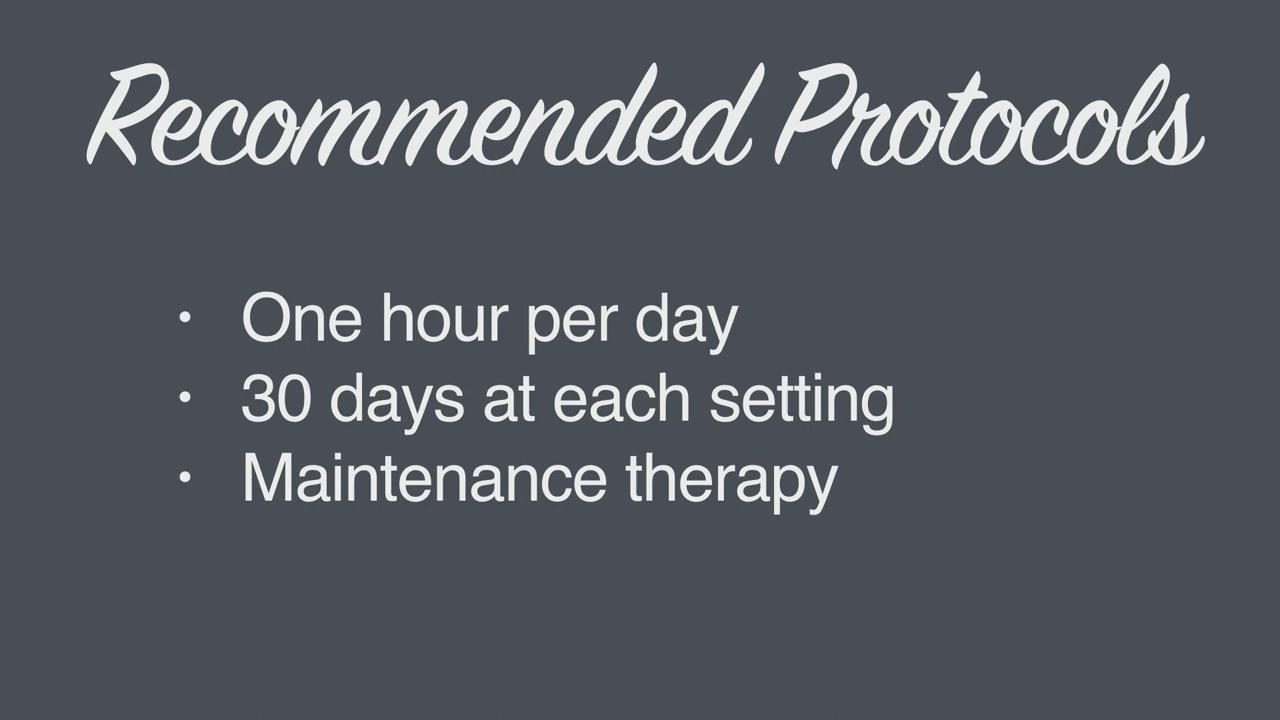 Recommended Protocols
• One hour per day
• 30 days at each setting
• Maintenance therapy